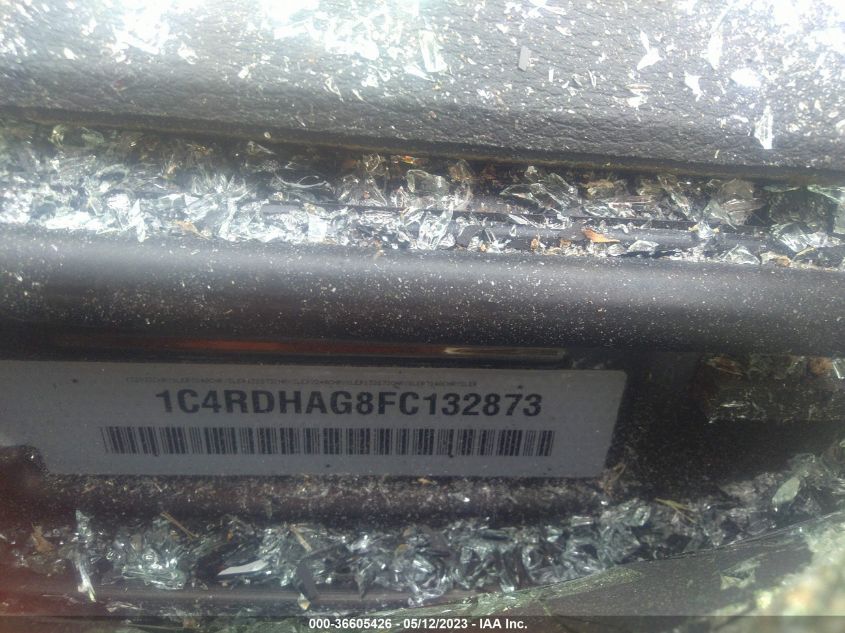 1C4RDHAG8FC132873
000-36605426 - 05/12/2023 - IAA Inc.